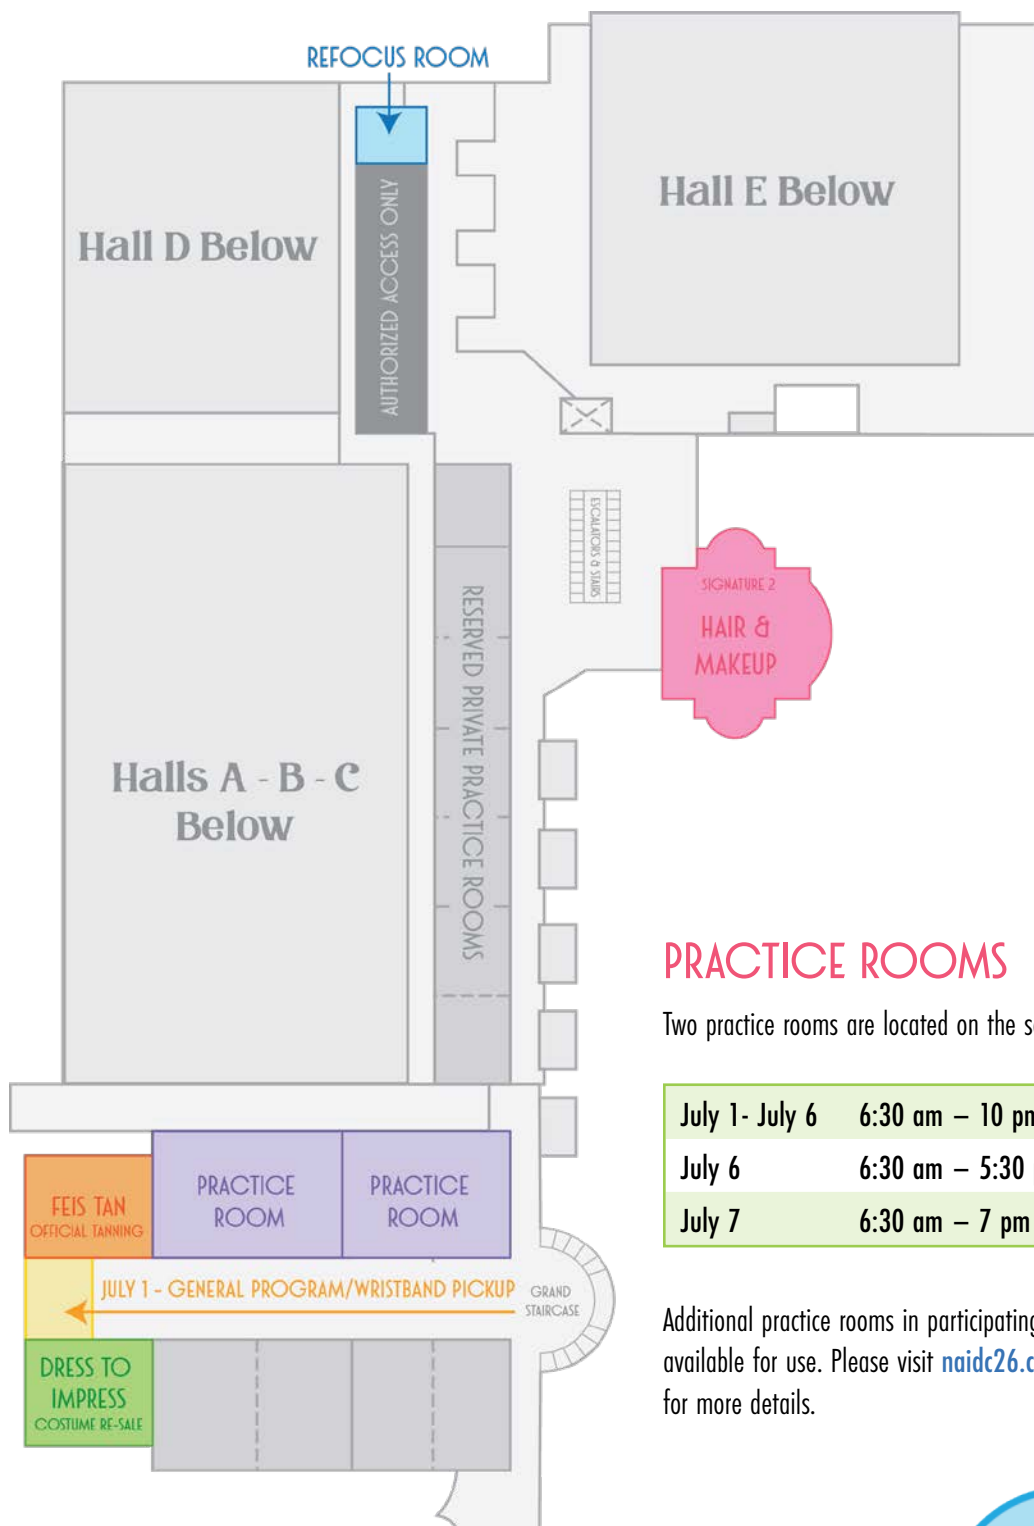 REFOCUS ROOM
Hall E Below
Hall D Below
AUTHORIZED ACCESS ONLY
ESCALATORS & STAIRS
SIGNATURE 2
HAIR &
MAKEUP
RESERVED PRIVATE PRACTICE ROOMS
Halls A - B - C
Below
PRACTICE ROOMS
Two practice rooms are located on the
July 1- July 6 6:30 am – 10 pm
July 6 6:30 am – 5:30
July 7 6:30 am – 7 pm
FEIS TAN
OFFICIAL TANNING
PRACTICE
ROOM
PRACTICE
ROOM
JULY 1 - GENERAL PROGRAM/WRISTBAND PICKUP
GRAND
STAIRCASE
DRESS TO
IMPRESS
COSTUME RE-SALE
Additional practice rooms in participating
available for use. Please visit naidc26.c
for more details.